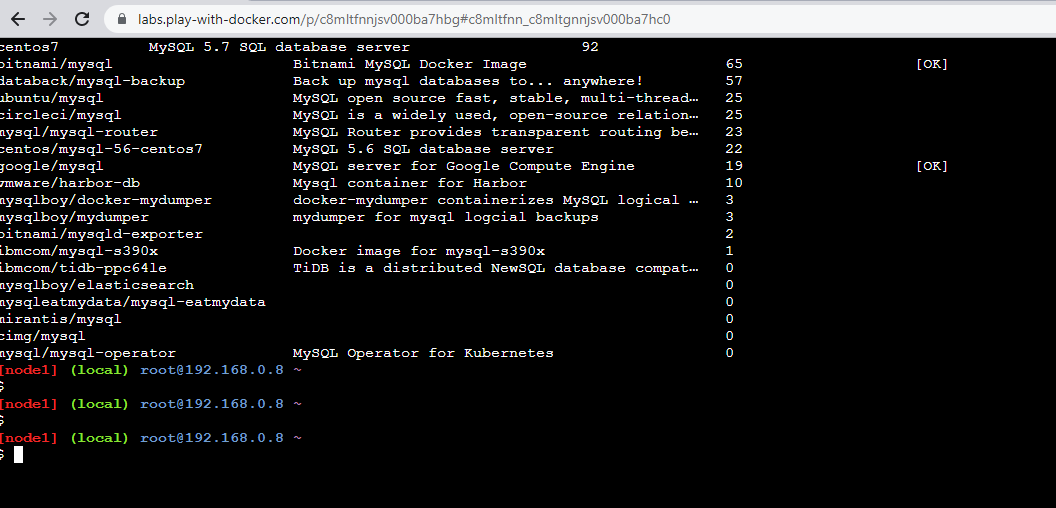 labs.play-with-docker.com/p/c8mltfnnjsv000ba7hbg#c8mltfnn_c8mltgnnjsv000ba7hc0
centos7 MySQL 5.7 SQL database server 92
bitnami/mysql Bitnami MySQL Docker Image 65 [OK]
databack/mysql-backup Back up mysql databases to... anywhere! 57
ubuntu/mysql MySQL open source fast, stable, multi-thread… 25
circleci/mysql MySQL is a widely used, open-source relation… 25
mysql/mysql-router MySQL Router provides transparent routing be… 23
centos/mysql-56-centos7 MySQL 5.6 SQL database server 22
google/mysql MySQL server for Google Compute Engine 19 [OK]
vmware/harbor-db Mysql container for Harbor 10
mysqlboy/docker-mydumper docker-mydumper containerizes MySQL logical … 3
mysqlboy/mydumper mydumper for mysql logcial backups 3
bitnami/mysqld-exporter 2
ibmcom/mysql-s390x Docker image for mysql-s390x 1
ibmcom/tidb-ppc64le TiDB is a distributed NewSQL database compat… 0
mysqlboy/elasticsearch 0
mysqleatmydata/mysql-eatmydata 0
mirantis/mysql 0
cimg/mysql 0
mysql/mysql-operator MySQL Operator for Kubernetes 0
[node1] (local) root@192.168.0.8 ~
$
[node1] (local) root@192.168.0.8 ~
$
[node1] (local) root@192.168.0.8 ~
$